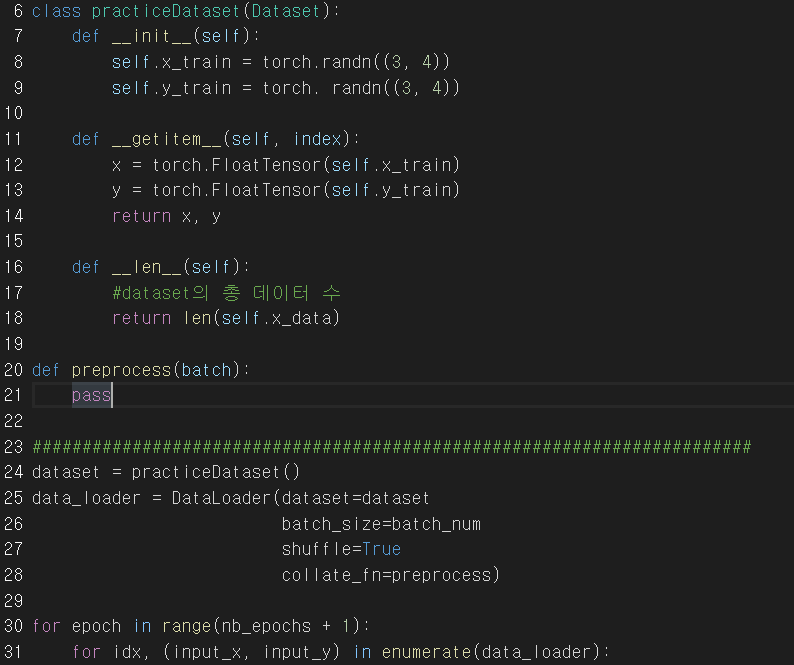 6 class practiceDataset(Dataset):
7     def __init__(self):
8         self.x_train = torch.randn((3, 4))
9         self.y_train = torch. randn((3, 4))
10
11     def __getitem__(self, index):
12         x = torch.FloatTensor(self.x_train)
13         y = torch.FloatTensor(self.y_train)
14         return x, y
15
16     def __len__(self):
17         #dataset의 총 데이터 수
18         return len(self.x_data)
19
20 def preprocess(batch):
21     pass
22
23 ########################################################################
24 dataset = practiceDataset()
25 data_loader = DataLoader(dataset=dataset
26                          batch_size=batch_num
27                          shuffle=True
28                          collate_fn=preprocess)
29
30 for epoch in range(nb_epochs + 1):
31     for idx, (input_x, input_y) in enumerate(data_loader):